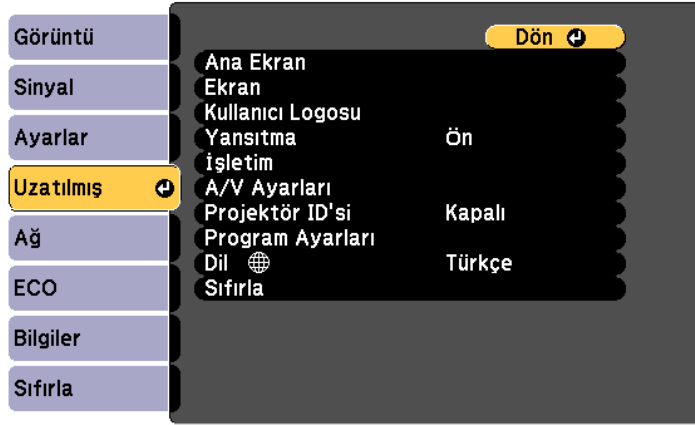 Görüntü
Sinyal
Ayarlar
Uzatılmış
Ağ
ECO
Bilgiler
Sıfırla
Dön
Ana Ekran
Ekran
Kullanıcı Logosu
Yansıtma Ön
İşletim
A/V Ayarları
Projektör ID'si Kapalı
Program Ayarları
Dil Türkçe
Sıfırla